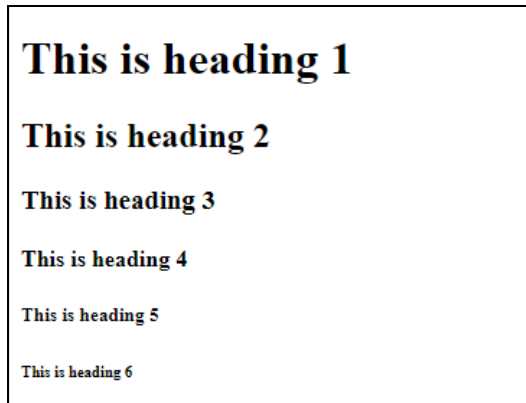 This is heading 1
This is heading 2
This is heading 3
This is heading 4
This is heading 5
This is heading 6